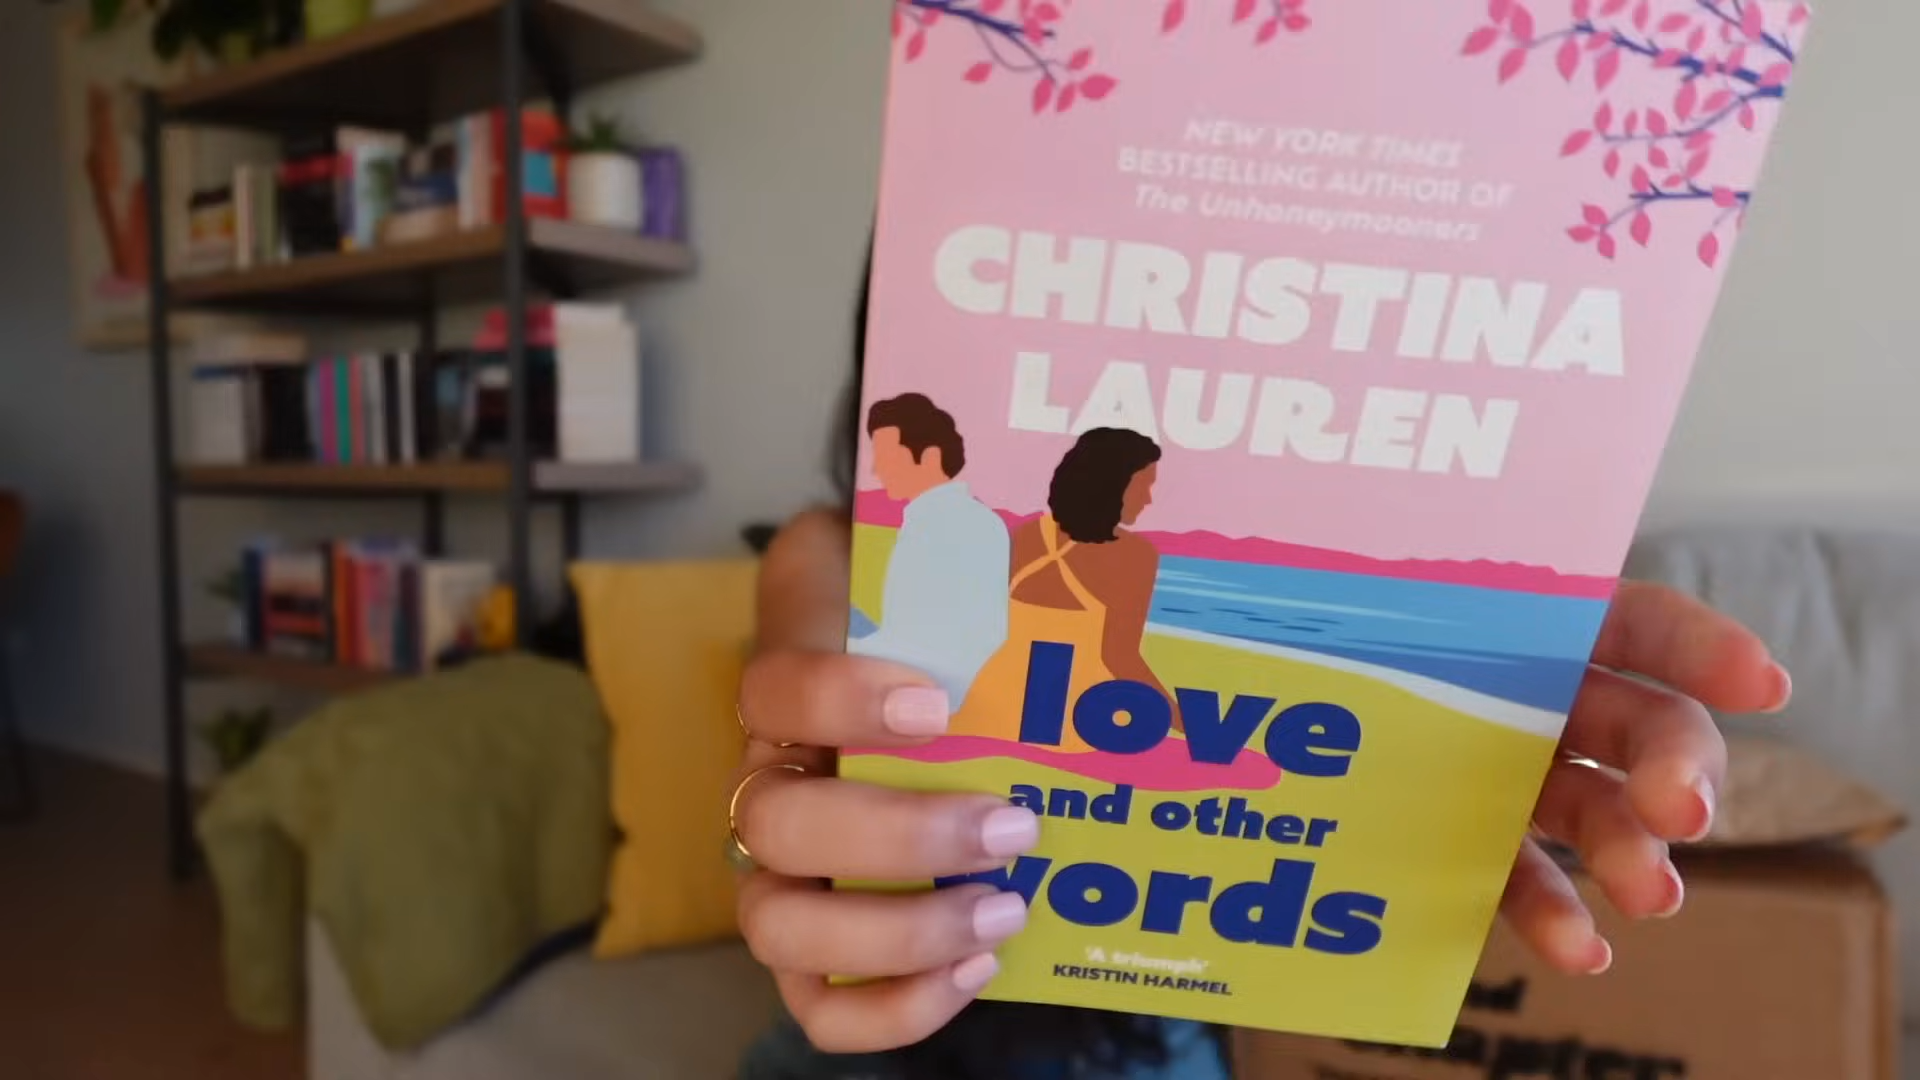 NEW YORK TIMES
BESTSELLING AUTHOR OF
The Unhoneymooners
CHRISTINA
LAUREN
love
and other
words
'A triumph'
KRISTIN HARMEL